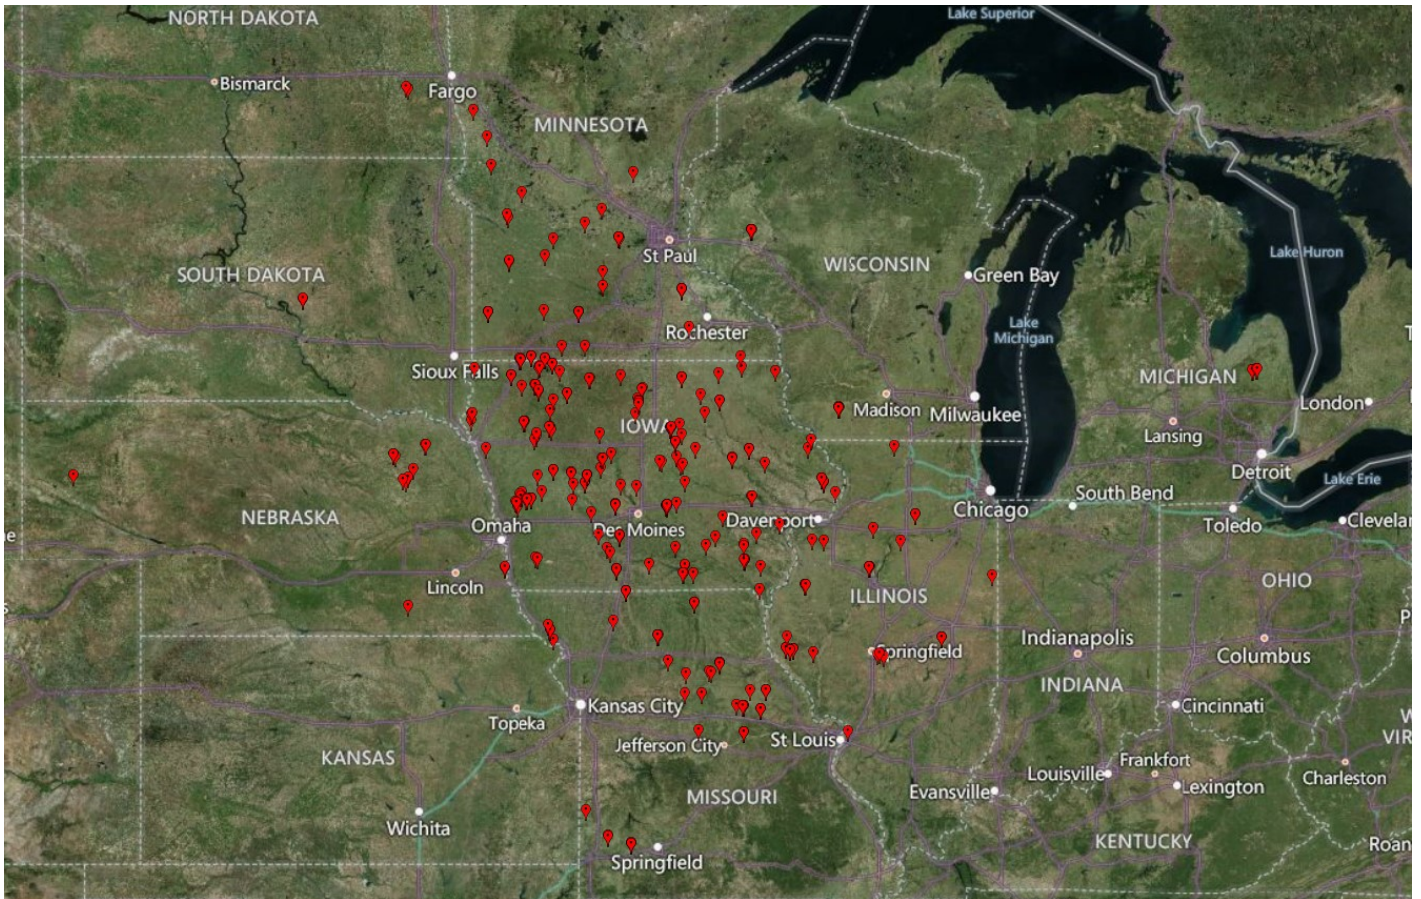 NORTH DAKOTA
Lake Superior
Bismarck
Fargo
MINNESOTA
St Paul
WISCONSIN
Green Bay
Lake Huron
SOUTH DAKOTA
Lake
Michigan
Rochester
Sioux Falls
MICHIGAN
Madison
Milwaukee
London
IOWA
Lansing
Detroit
Lake Erie
NEBRASKA
Chicago
South Bend
Toledo
Clevelar
Omaha
Des Moines
Davenport
Lincoln
ILLINOIS
OHIO
Springfield
Indianapolis
Columbus
INDIANA
Kansas City
Cincinnati
Topeka
Jefferson City
St Louis
KANSAS
W
VIR
Frankfort
Louisville
Charleston
Evansville
Lexington
MISSOURI
Wichita
KENTUCKY
Roan
Springfield